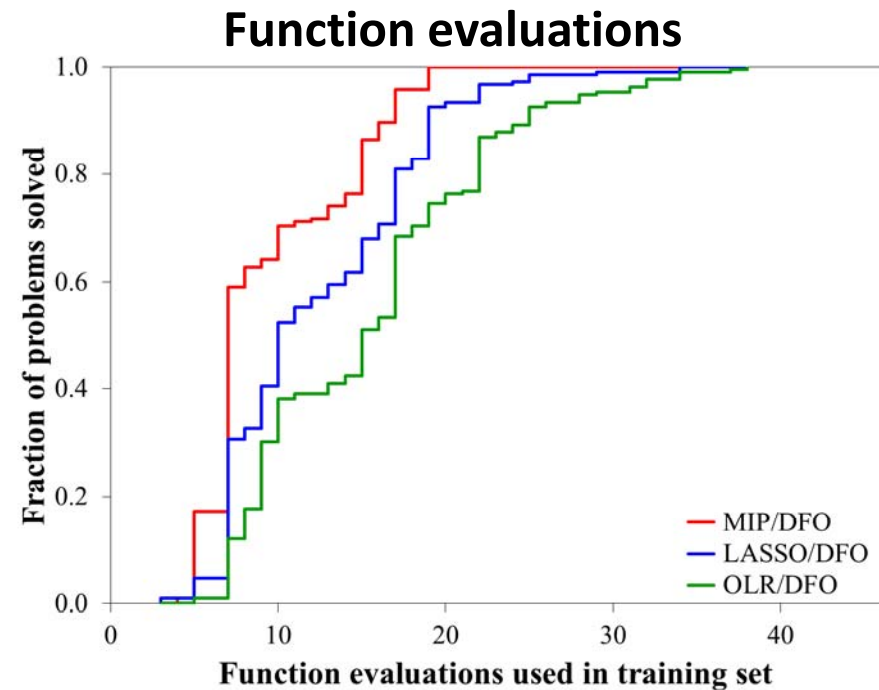 Function evaluations
1.0
0.8
0.6
0.4
0.2
0.0
Fraction of problems solved
MIP/DFO
LASSO/DFO
OLR/DFO
0 10 20 30 40
Function evaluations used in training set